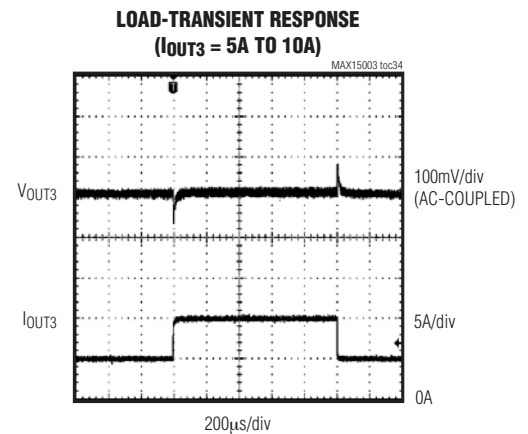 LOAD-TRANSIENT RESPONSE
(IOUT3 = 5A TO 10A)
MAX15003 toc34
T
VOUT3
100mV/div
(AC-COUPLED)
IOUT3
5A/div
0A
200µs/div